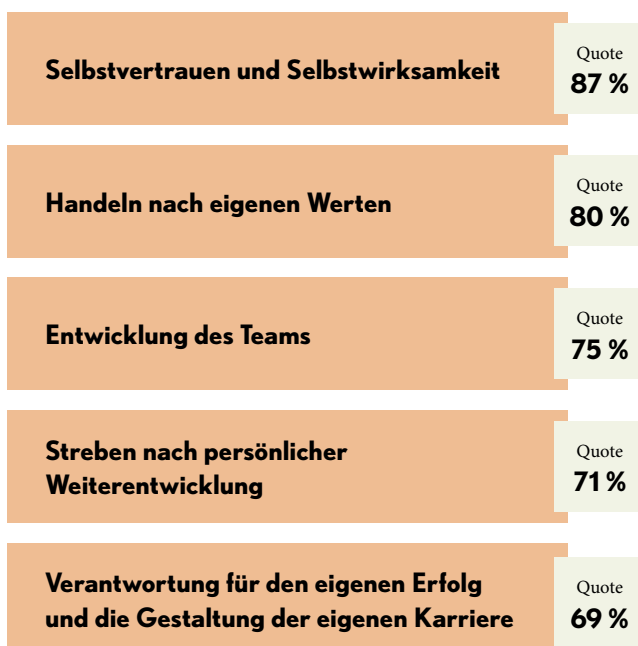 Selbstvertrauen und Selbstwirksamkeit
Quote
87 %
Handeln nach eigenen Werten
Quote
80 %
Entwicklung des Teams
Quote
75 %
Streben nach persönlicher
Weiterentwicklung
Quote
71 %
Verantwortung für den eigenen Erfolg
und die Gestaltung der eigenen Karriere
Quote
69 %